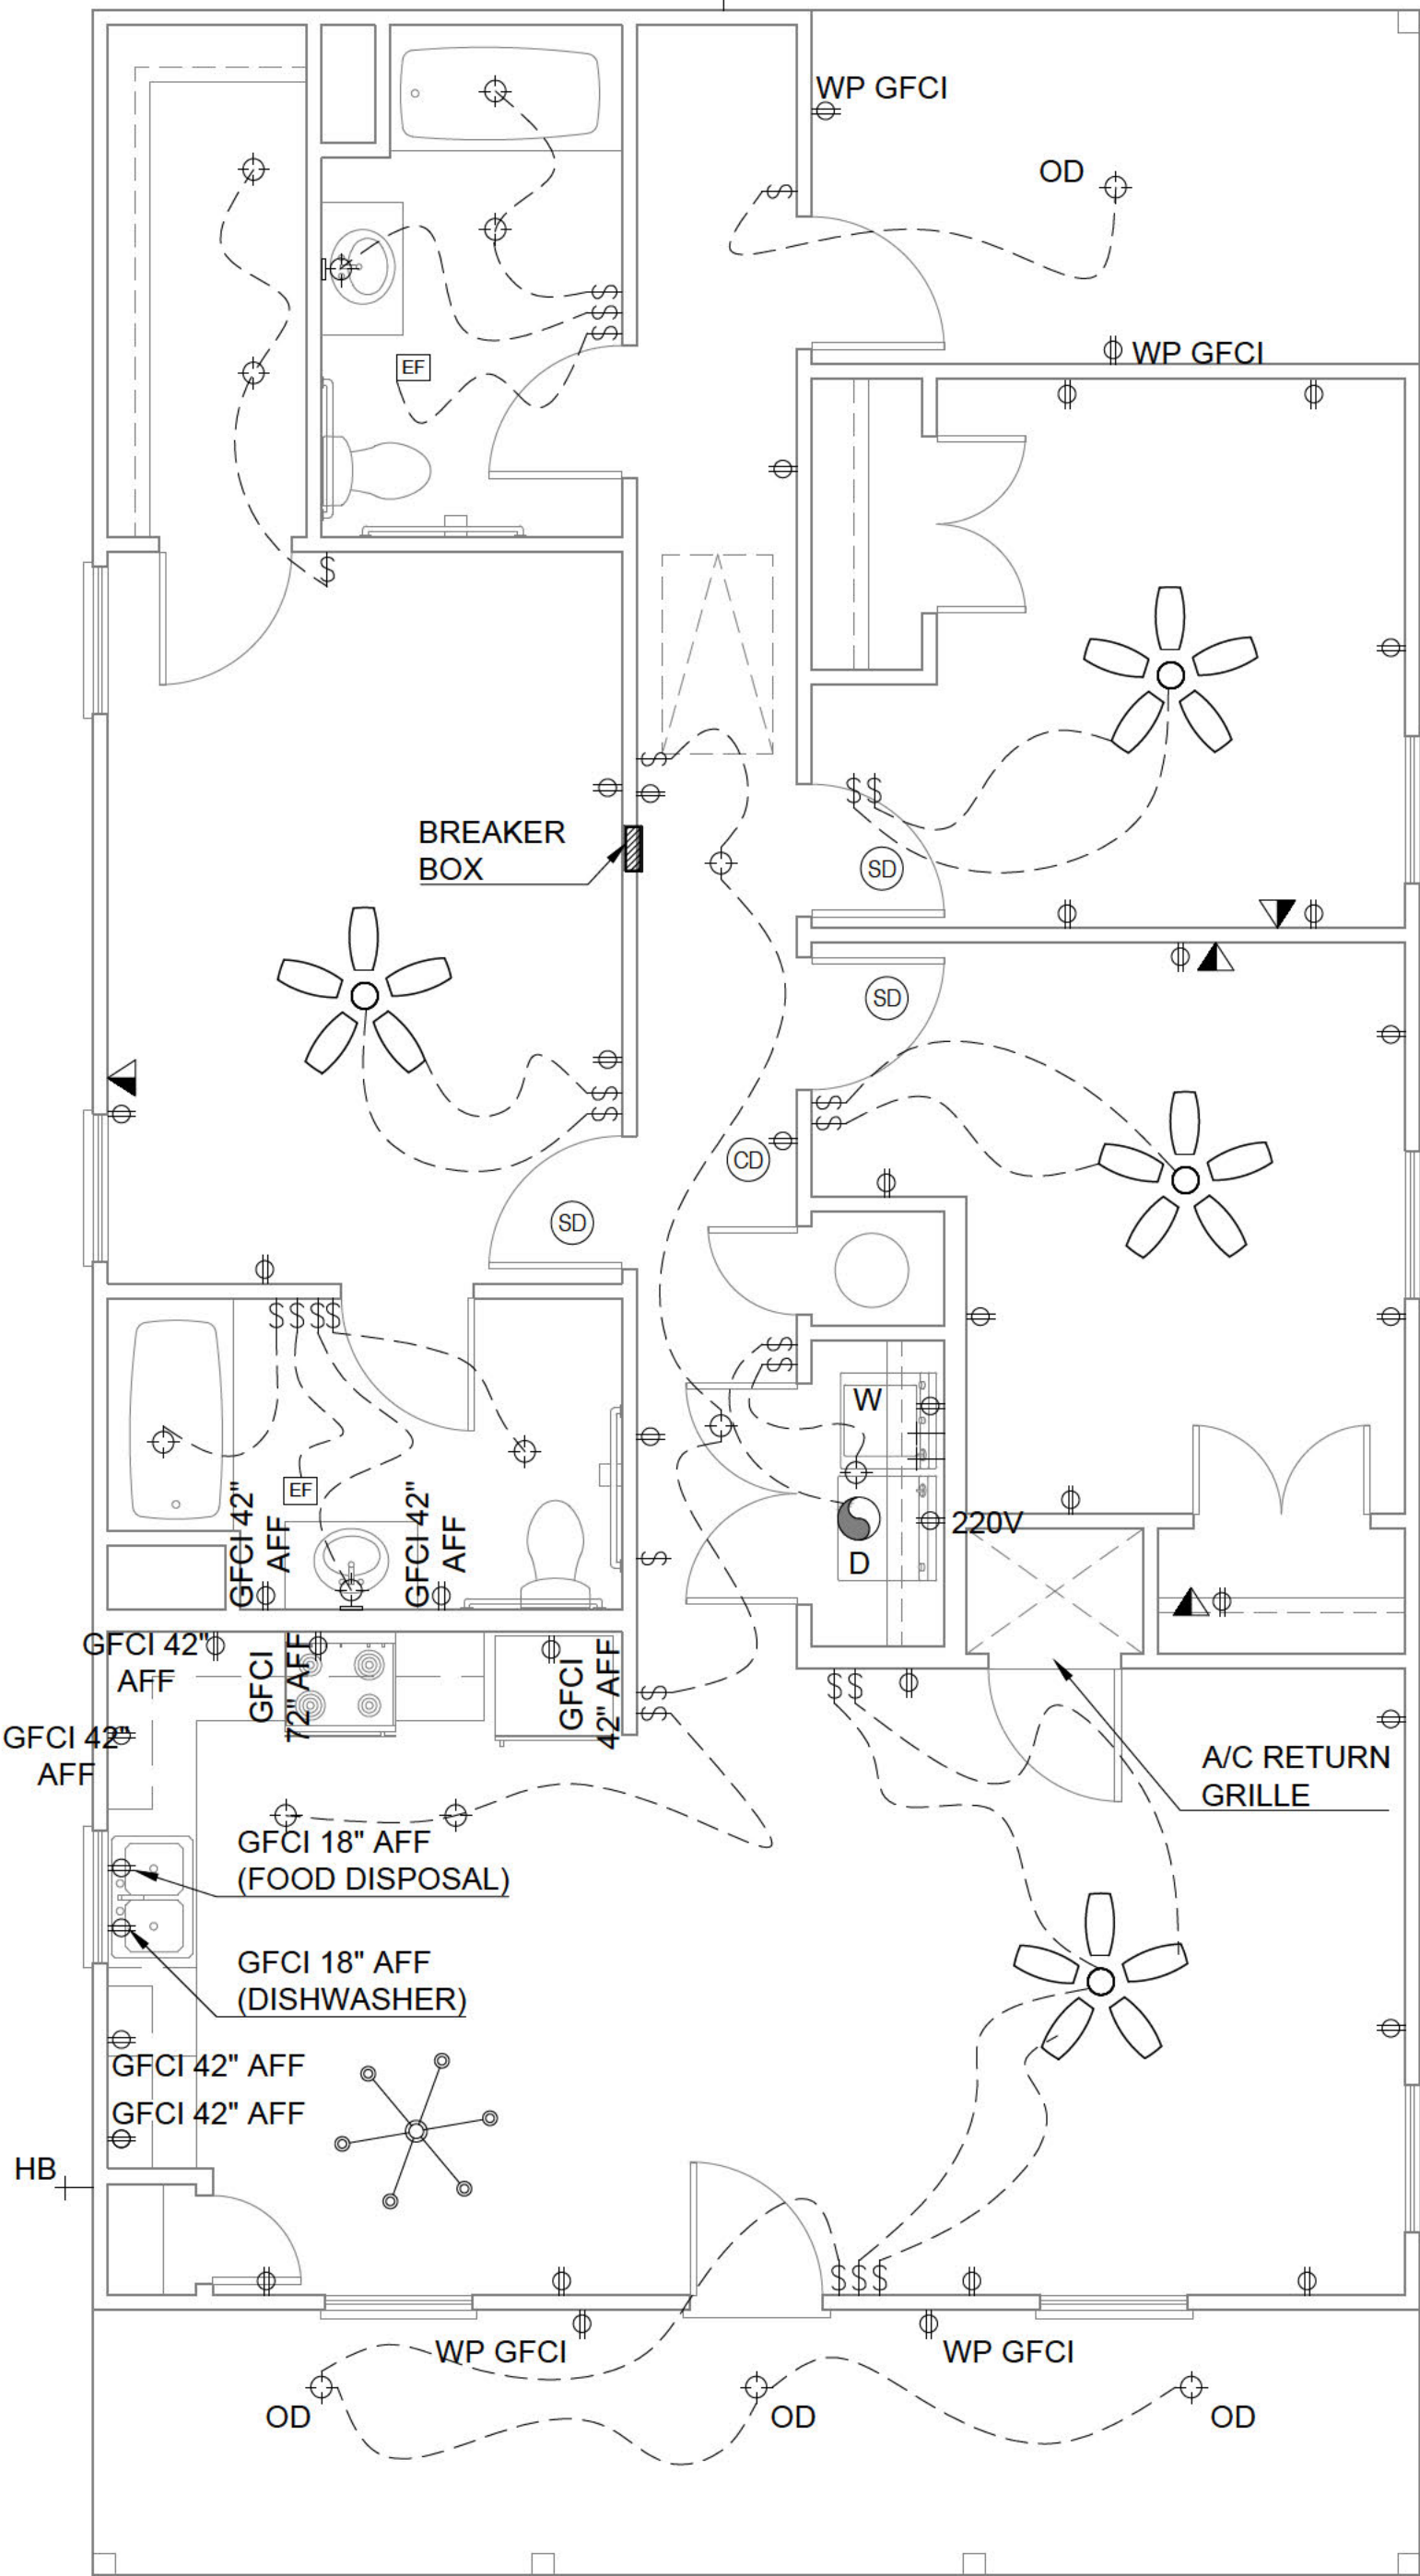 WP GFCI
OD
WP GFCI
EF
$
$
$
$
$
BREAKER
BOX
$
$ $
SD
SD
$
$
$
$
CD
SD
$ $ $ $
$
$
W
EF
GFCI 42"
AFF
GFCI 42"
AFF
220V
D
$
GFCI 42"
AFF
GFCI
72" AFF
GFCI
42" AFF
$
$
$ $
GFCI 42"
AFF
A/C RETURN
GRILLE
GFCI 18" AFF
(FOOD DISPOSAL)
GFCI 18" AFF
(DISHWASHER)
GFCI 42" AFF
GFCI 42" AFF
HB
$ $ $
WP GFCI
WP GFCI
OD
OD
OD